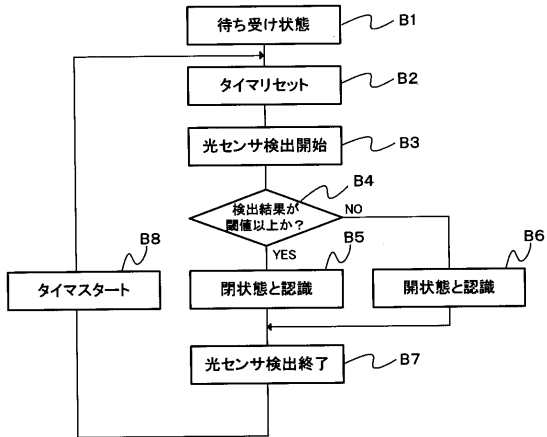 待ち受け状態
B1
タイマリセット
B2
光センサ検出開始
B3
検出結果が
閾値以上か？
B4
NO
YES
B5
閉状態と認識
B6
開状態と認識
B8
タイマスタート
光センサ検出終了
B7